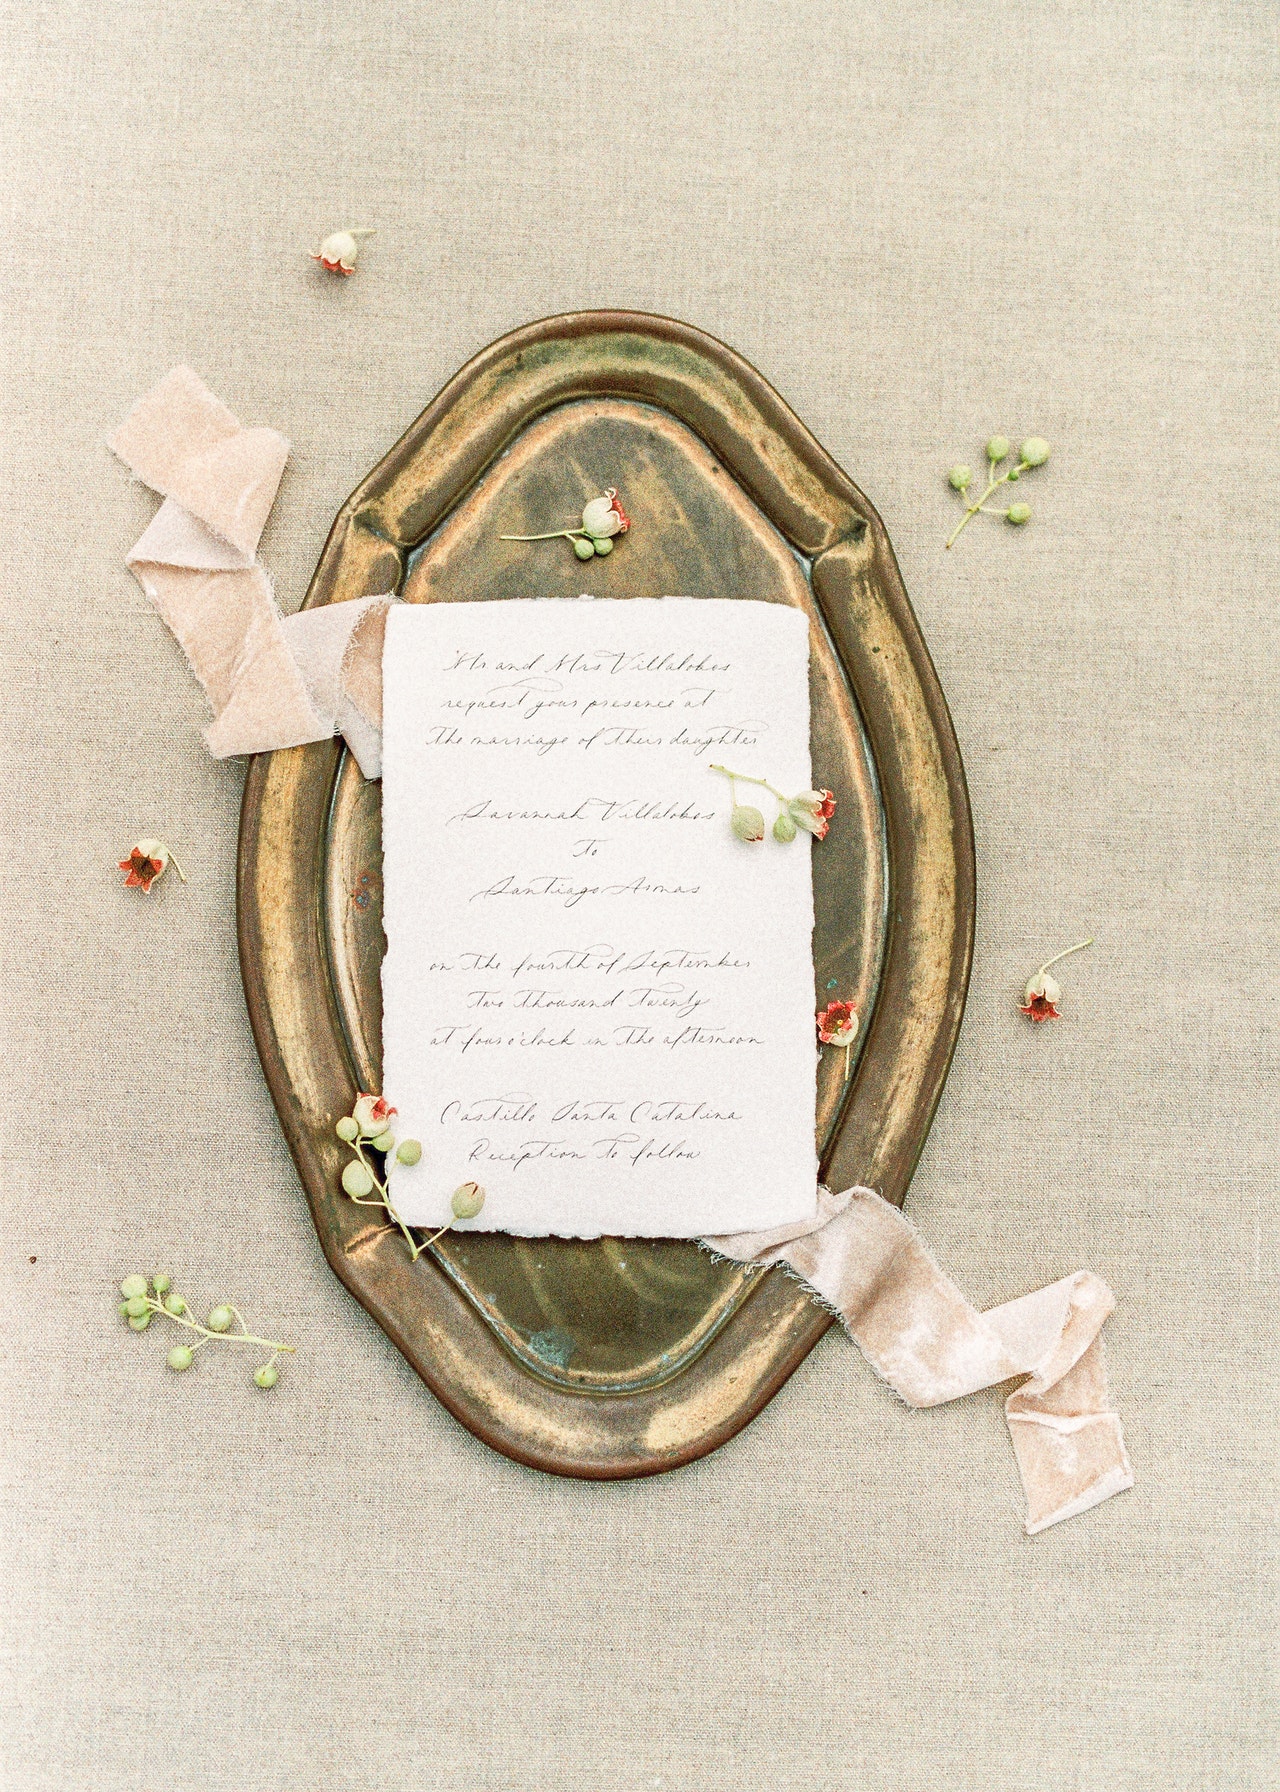 Mr and Mrs Villalobos
request your presence at
the marriage of their daughter
Savannah Villalobos
to
Santiago Armas
on the fourth of September
two thousand twenty
at four o'clock in the afternoon
Castillo Santa Catalina
Reception to follow